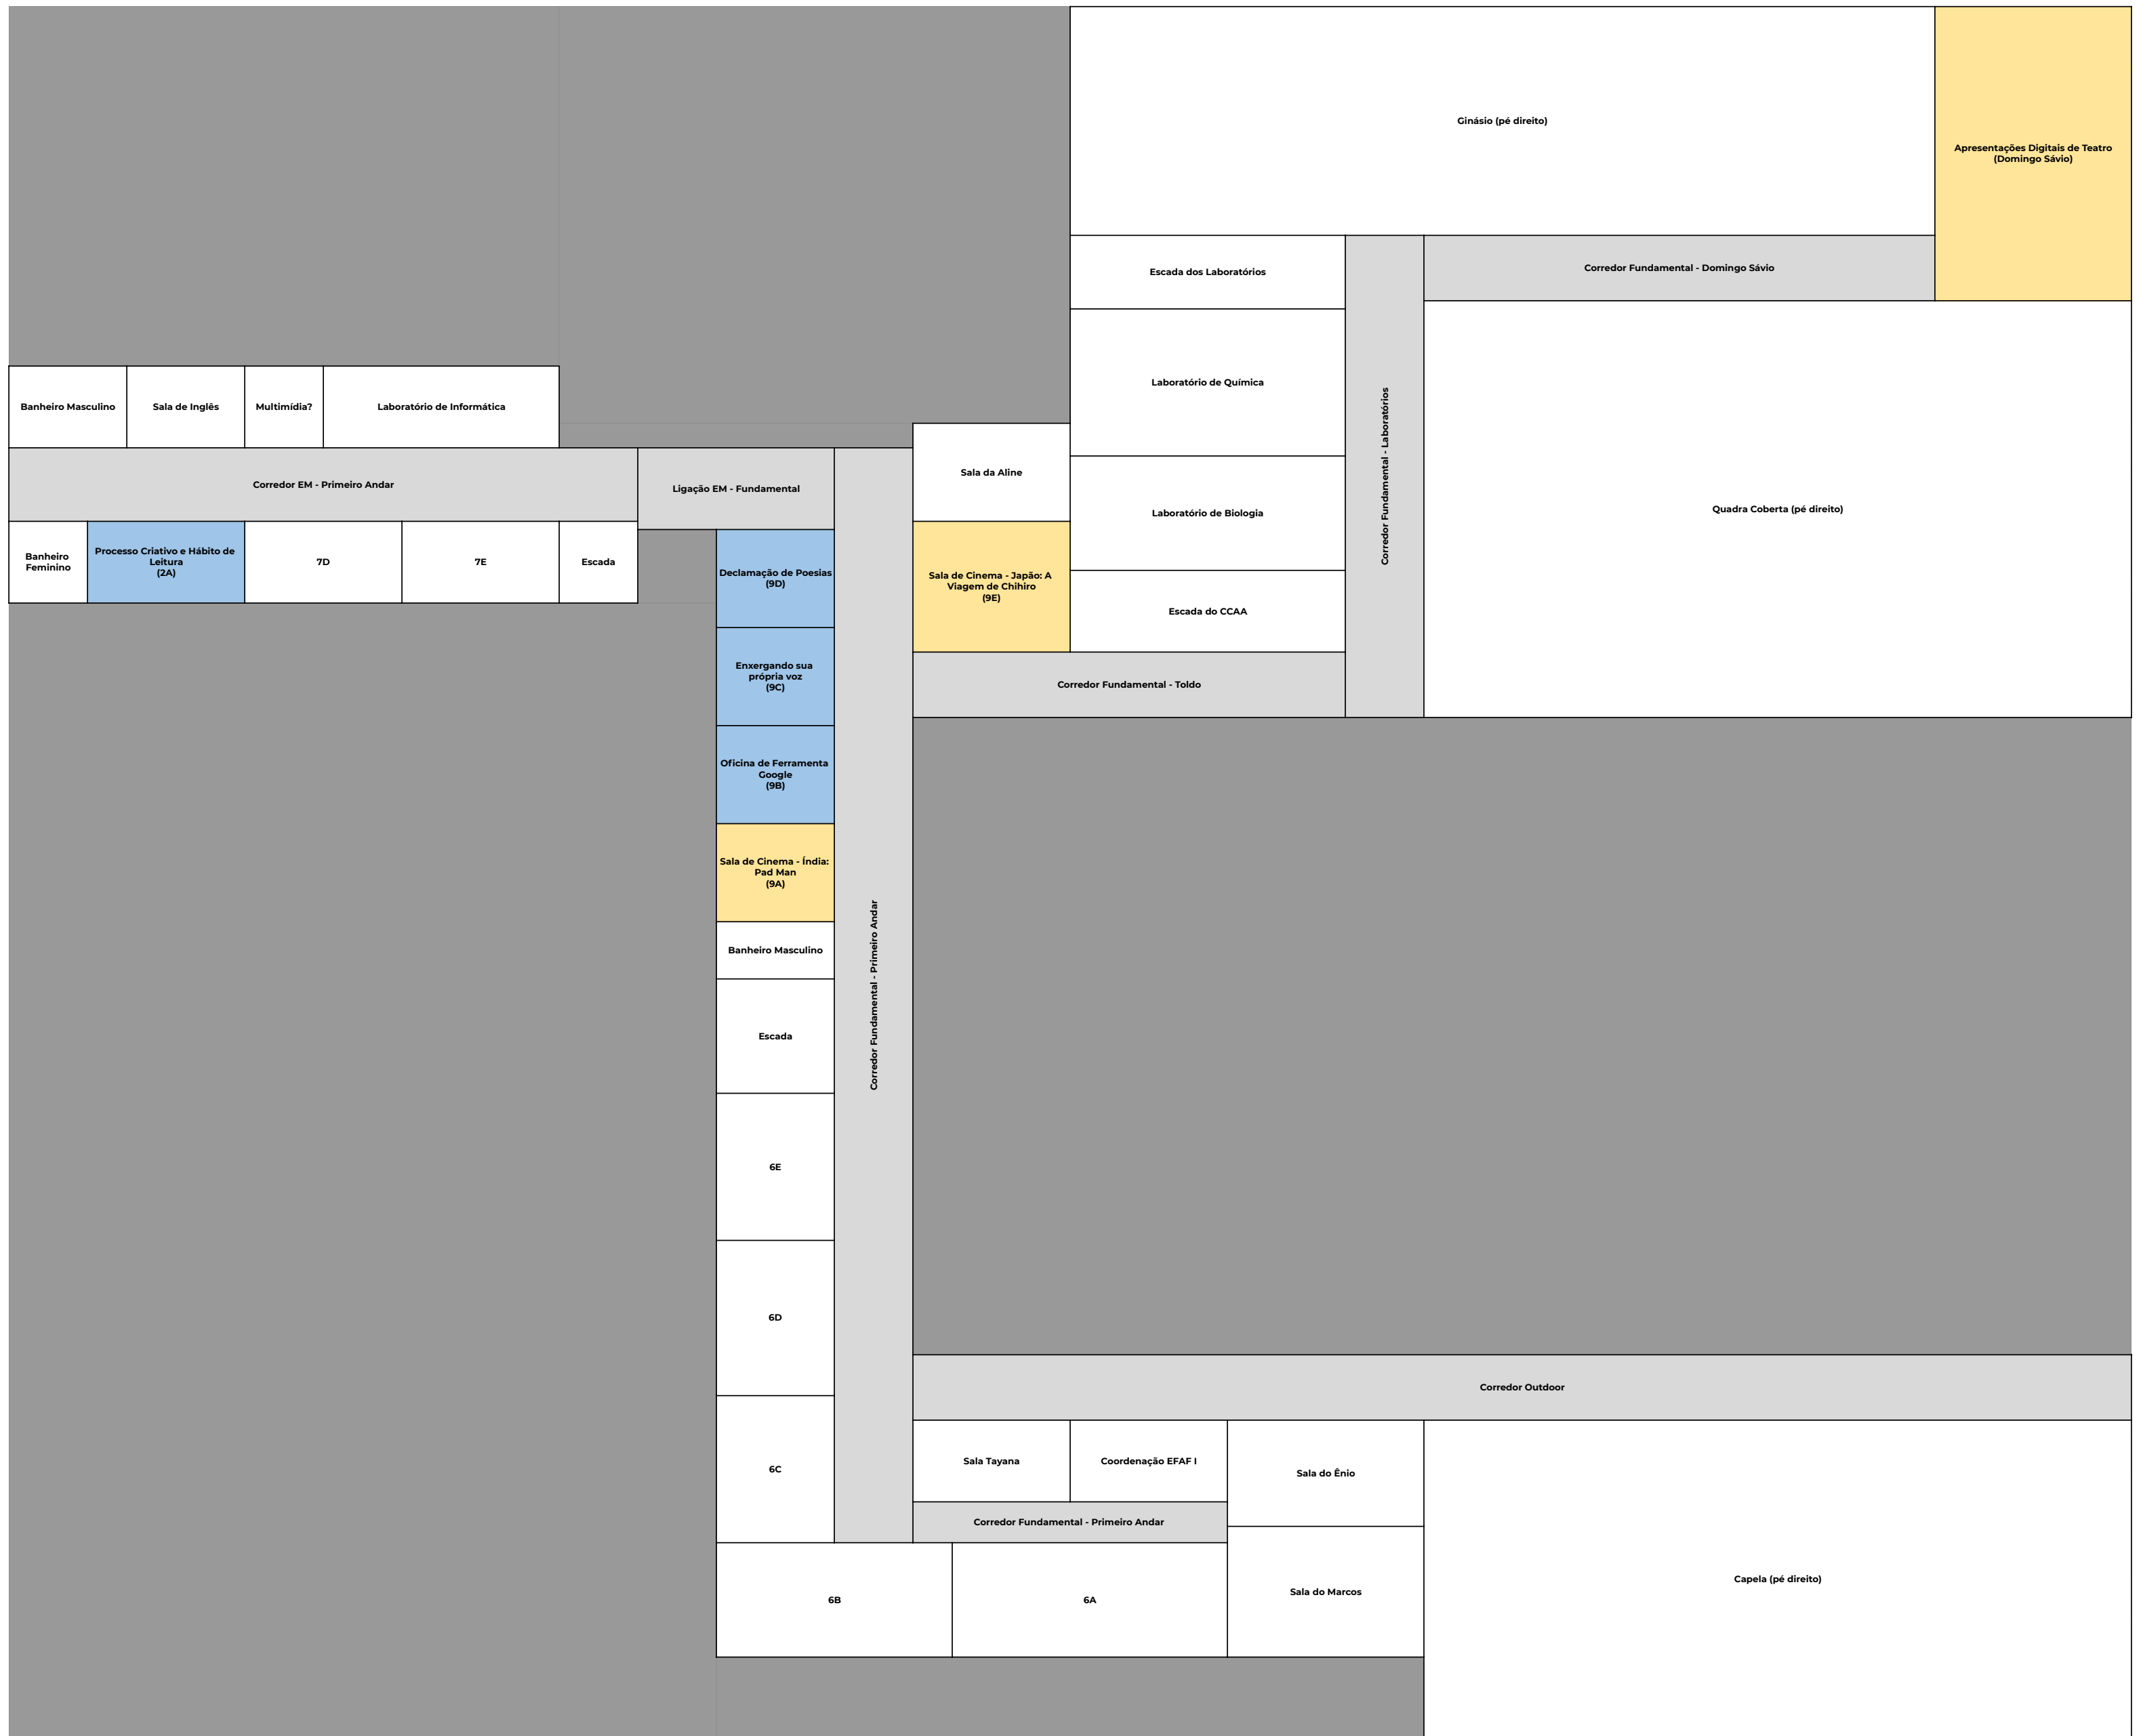 Ginásio (pé direito)
Apresentações Digitais de Teatro
(Domingo Sávio)
Escada dos Laboratórios
Corredor Fundamental - Domingo Sávio
Laboratório de Química
Corredor Fundamental - Laboratórios
Banheiro Masculino
Sala de Inglês
Multimídia?
Laboratório de Informática
Sala da Aline
Corredor EM - Primeiro Andar
Ligação EM - Fundamental
Laboratório de Biologia
Quadra Coberta (pé direito)
Banheiro
Feminino
Processo Criativo e Hábito de
Leitura
(2A)
7D
7E
Escada
Declamação de Poesias
(9D)
Sala de Cinema - Japão: A
Viagem de Chihiro
(9E)
Escada do CCAA
Enxergando sua
própria voz
(9C)
Corredor Fundamental - Toldo
Oficina de Ferramenta
Google
(9B)
Sala de Cinema - Índia:
Pad Man
(9A)
Banheiro Masculino
Corredor Fundamental - Primeiro Andar
Escada
6E
6D
Corredor Outdoor
6C
Sala Tayana
Coordenação EFAF I
Sala do Ênio
Corredor Fundamental - Primeiro Andar
Capela (pé direito)
6B
6A
Sala do Marcos